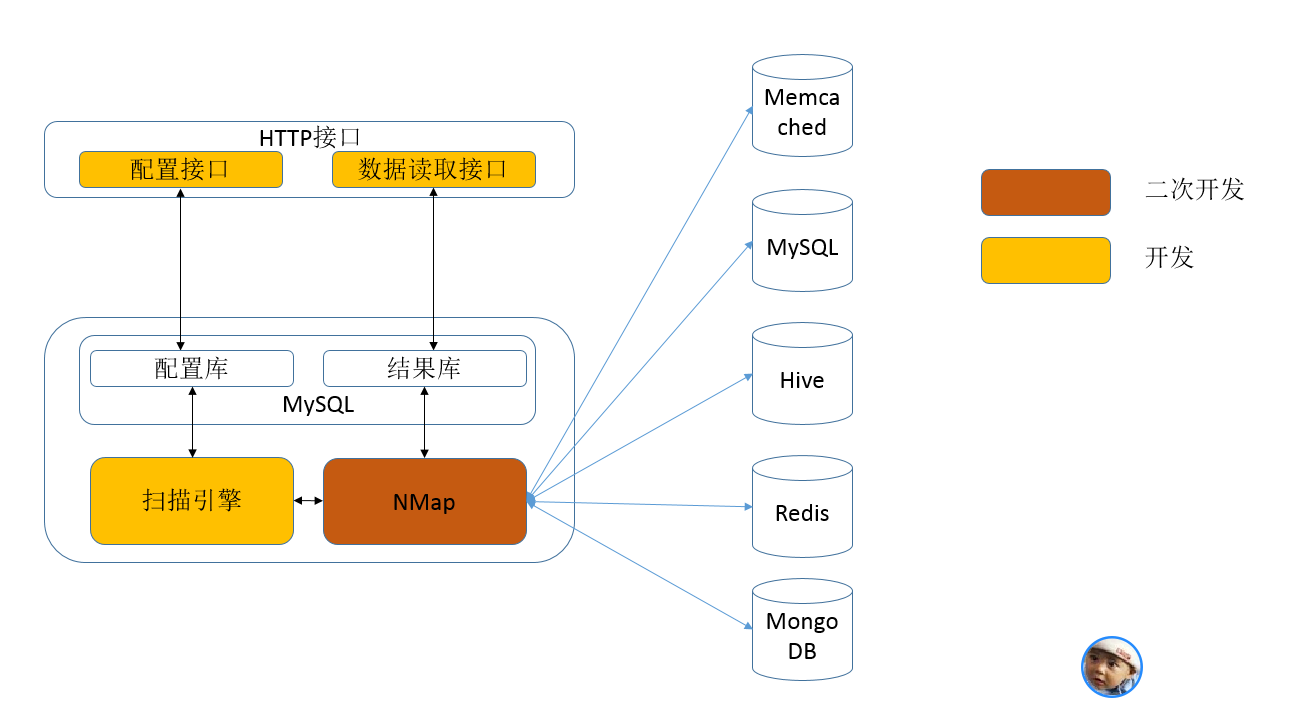 HTTP接口
配置接口
数据读取接口
配置库
结果库
MySQL
扫描引擎
NMap
Memca
ched
MySQL
Hive
Redis
Mongo
DB
二次开发
开发